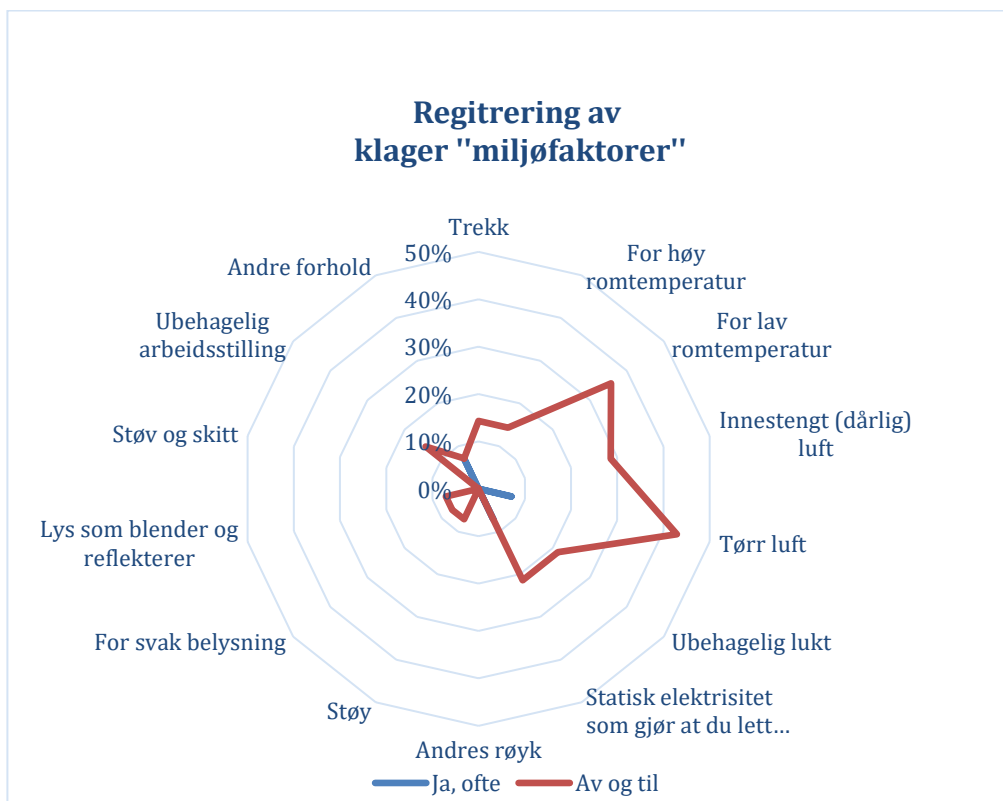 Regitrering av
klager "miljøfaktorer"
Trekk
50%
40%
30%
20%
10%
0%
For høy
romtemperatur
For lav
romtemperatur
Innestengt (dårlig)
luft
Tørr luft
Ubehagelig lukt
Statisk elektrisitet
som gjør at du lett…
Andres røyk
Støy
For svak belysning
Lys som blender og
reflekterer
Støv og skitt
Ubehagelig
arbeidsstilling
Andre forhold
Ja, ofte
Av og til